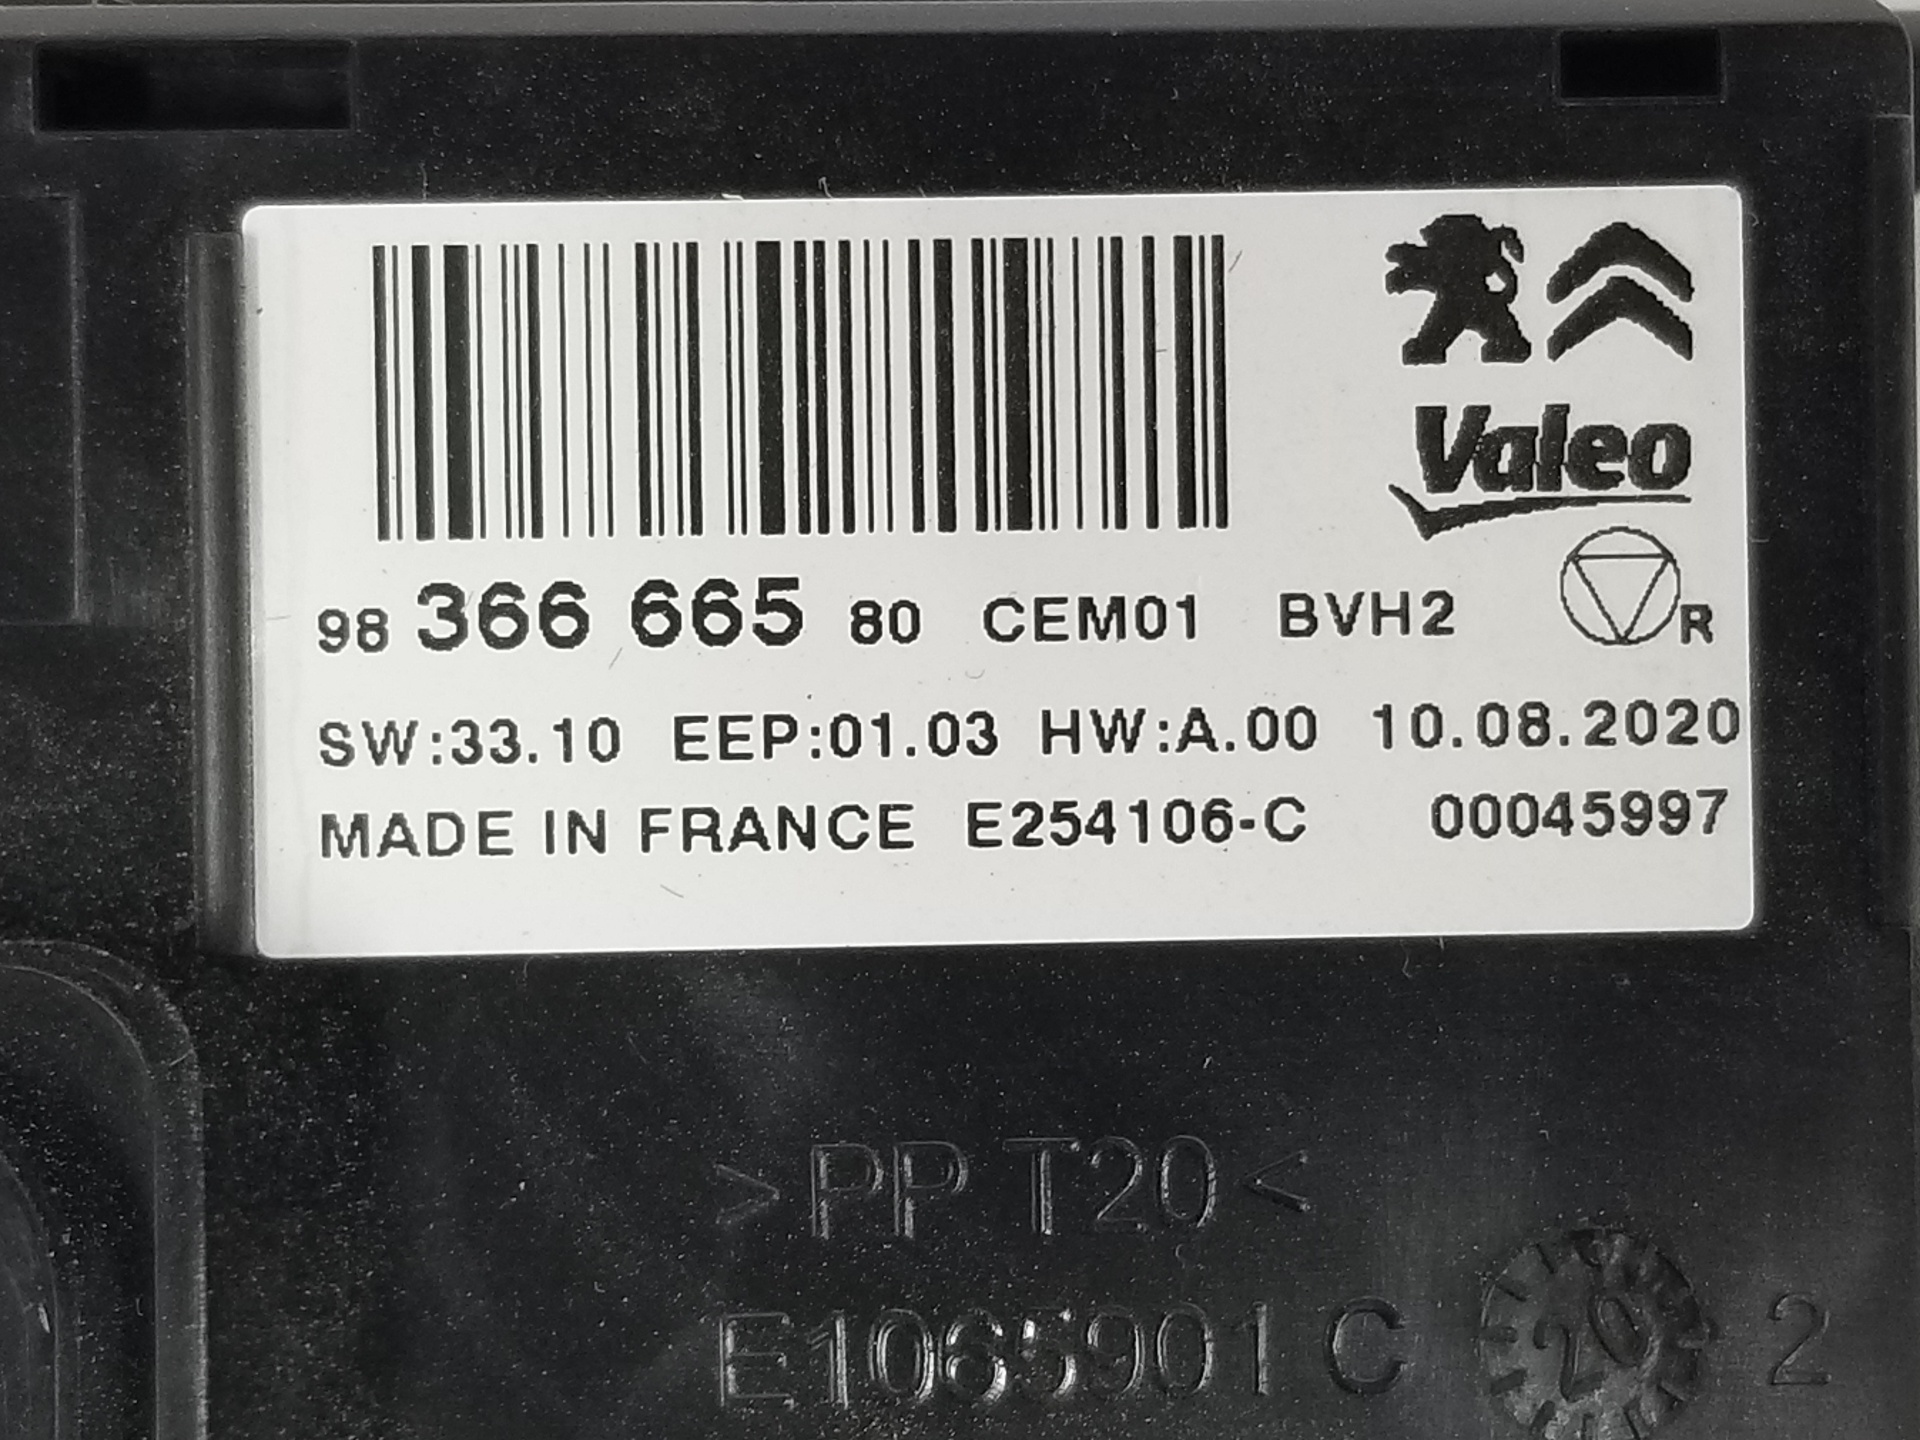 Valeo
98 366 665 80 CEM01 BVH2 R
SW:33.10 EEP:01.03 HW:A.00 10.08.2020
MADE IN FRANCE E254106-C 00045997
>PP T20<
E1065901 C 20 2